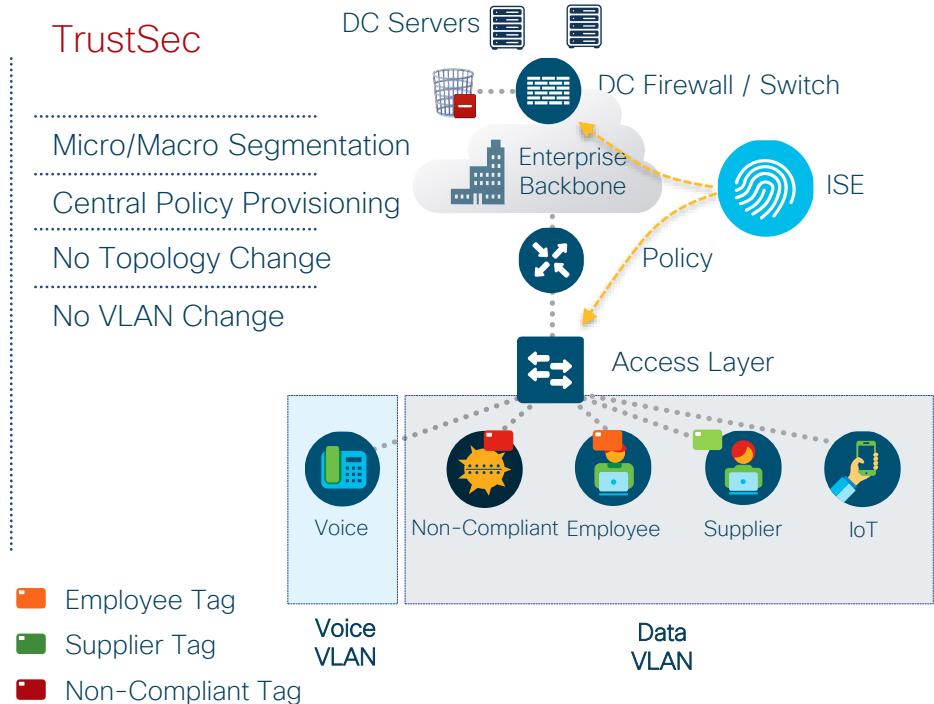 TrustSec
Micro/Macro Segmentation
Central Policy Provisioning
No Topology Change
No VLAN Change
DC Servers
DC Firewall / Switch
Enterprise
Backbone
ISE
Policy
Access Layer
Voice
Non-Compliant
Employee
Supplier
IoT
Voice
VLAN
Data
VLAN
Employee Tag
Supplier Tag
Non-Compliant Tag